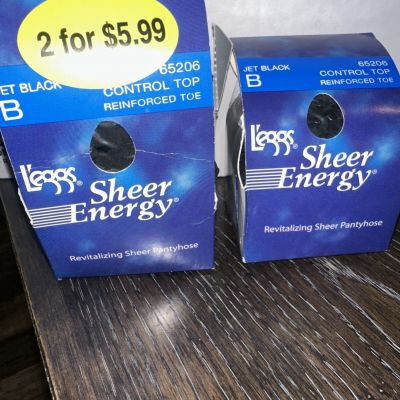 2 for $5.99
65206
JET BLACK
CONTROL TOP
B
REINFORCED TOE
L'eggs®
Sheer
Energy®
Revitalizing Sheer Pantyhose
65206
JET BLACK
CONTROL TOP
B
REINFORCED TOE
L'eggs®
Sheer
Energy®
Revitalizing Sheer Pantyhose